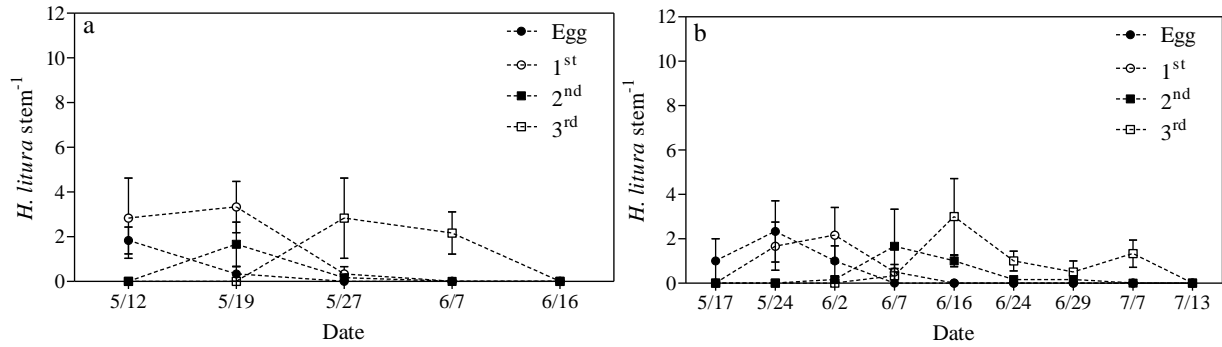 a
Egg
1st
2nd
3rd
12
10
8
6
4
2
0
H. litura stem-1
5/12 5/19 5/27 6/7 6/16
Date
b
Egg
1st
2nd
3rd
12
10
8
6
4
2
0
H. litura stem-1
5/17 5/24 6/2 6/7 6/16 6/24 6/29 7/7 7/13
Date